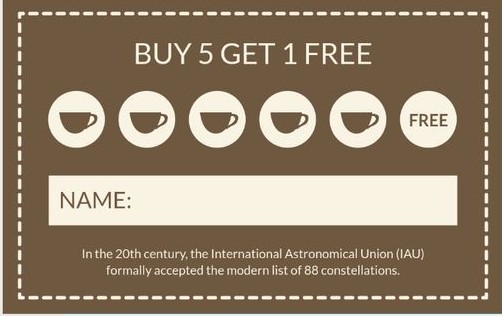 BUY 5 GET 1 FREE
FREE
NAME:
In the 20th century, the International Astronomical Union (IAU)
formally accepted the modern list of 88 constellations.